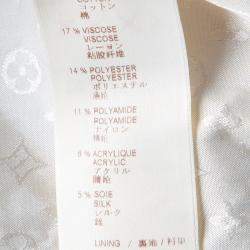 コットン
棉
17 % VISCOSE
VISCOSE
レーヨン
粘胶纤维
14 % POLYESTER
POLYESTER
ポリエステル
涤纶
11 % POLYAMIDE
POLYAMIDE
ナイロン
锦纶
8 % ACRYLIQUE
ACRYLIC
アクリル
腈纶
5 % SOIE
SILK
シルク
LINING / 裏地 / 衬里